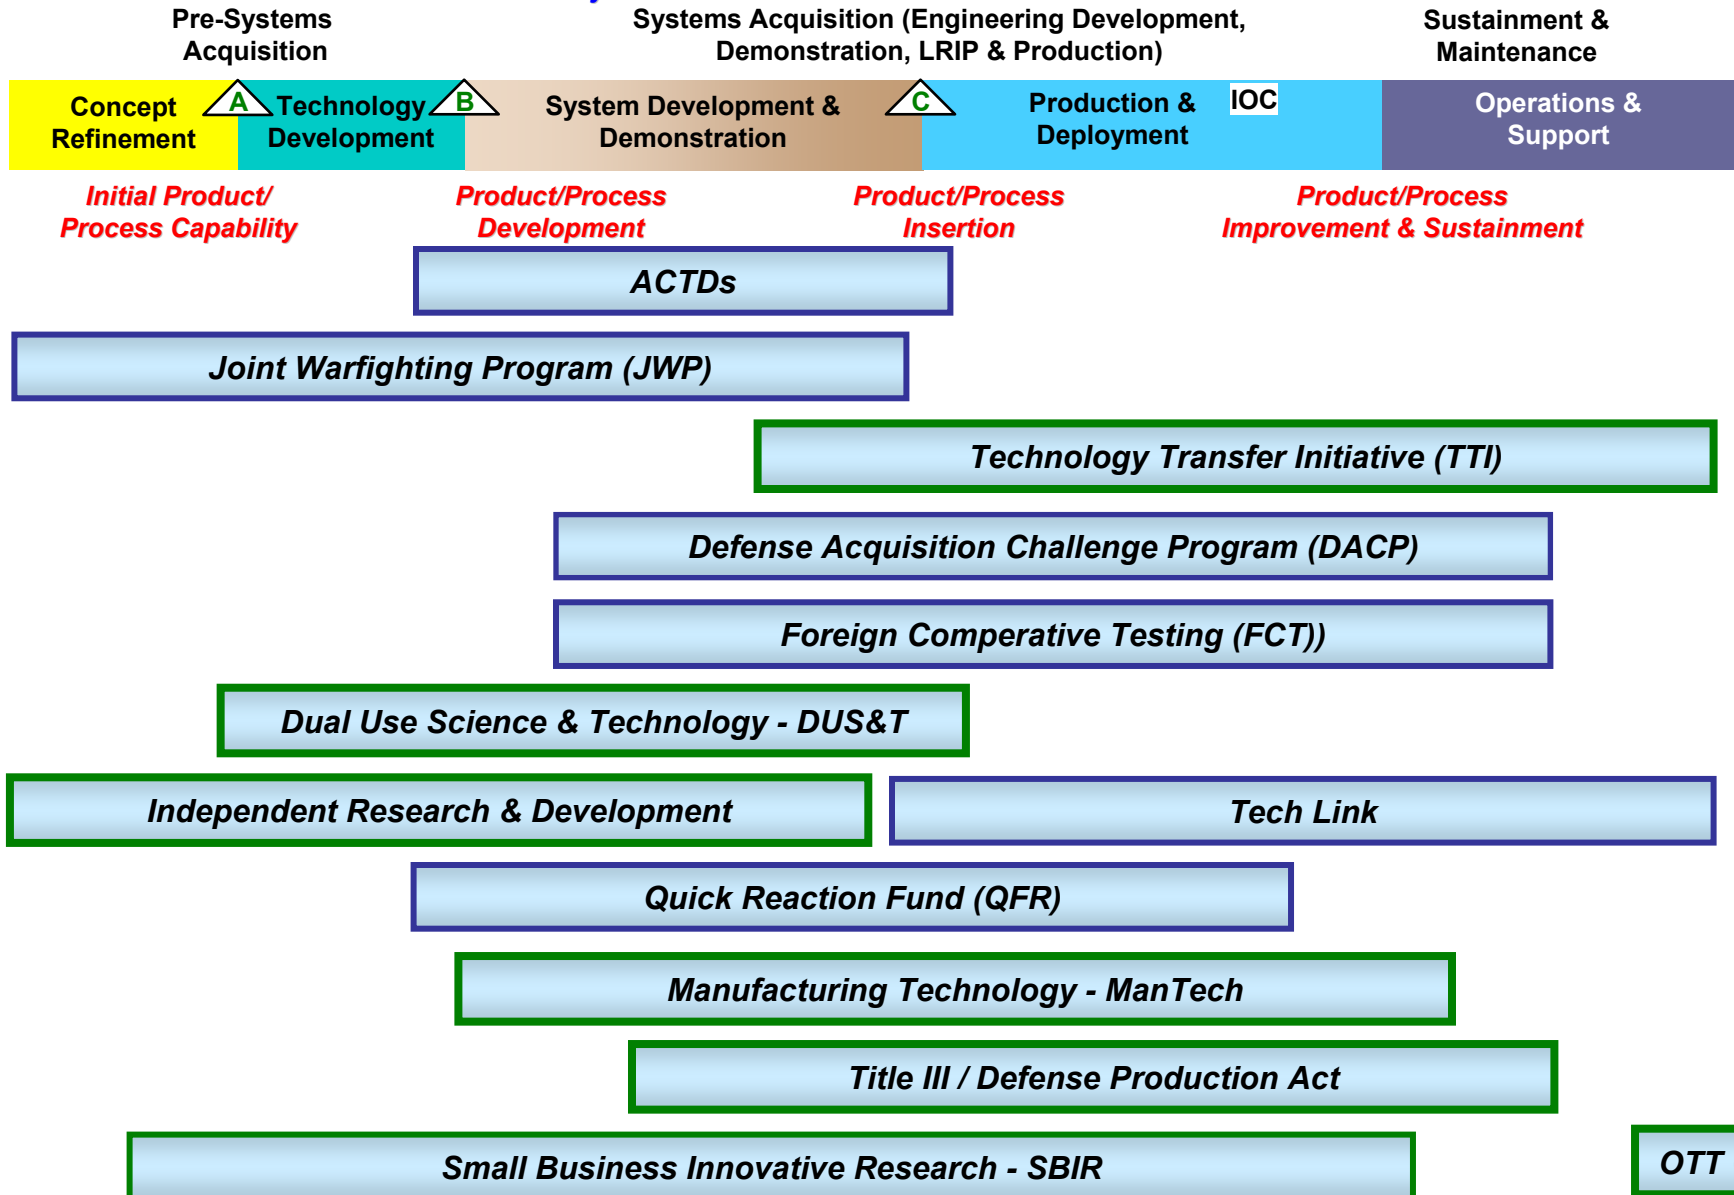 Pre-Systems
Acquisition
Systems Acquisition (Engineering Development,
Demonstration, LRIP & Production)
Sustainment &
Maintenance
Concept
Refinement
A
Technology
Development
B
System Development &
Demonstration
C
Production &
Deployment
IOC
Operations &
Support
Initial Product/
Process Capability
Product/Process
Development
Product/Process
Insertion
Product/Process
Improvement & Sustainment
ACTDs
Joint Warfighting Program (JWP)
Technology Transfer Initiative (TTI)
Defense Acquisition Challenge Program (DACP)
Foreign Comperative Testing (FCT))
Dual Use Science & Technology - DUS&T
Independent Research & Development
Tech Link
Quick Reaction Fund (QFR)
Manufacturing Technology - ManTech
Title III / Defense Production Act
Small Business Innovative Research - SBIR
OTT